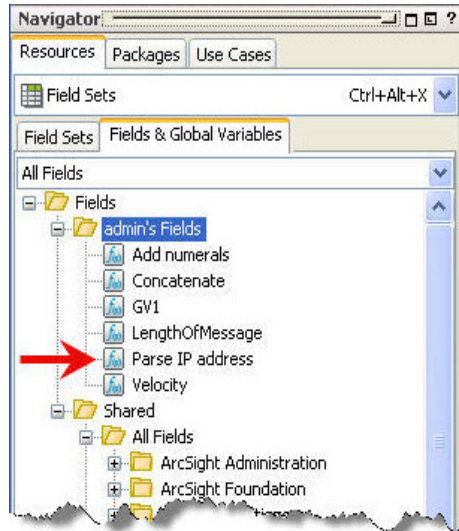 Navigator
Resources Packages Use Cases
Field Sets Ctrl+Alt+X
Field Sets Fields & Global Variables
All Fields
Fields
admin's Fields
Add numerals
Concatenate
GV1
LengthOfMessage
Parse IP address
Velocity
Shared
All Fields
ArcSight Administration
ArcSight Foundation